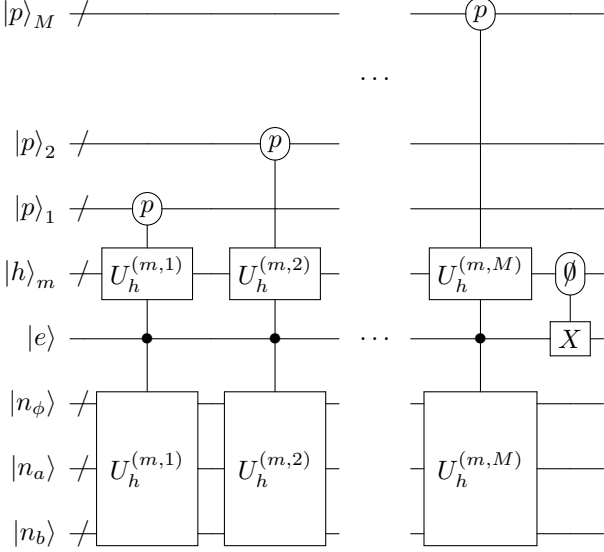 |p⟩_M p
⋯
|p⟩_2 p
|p⟩_1 p
|h⟩_m U_h^{(m,1)} U_h^{(m,2)} U_h^{(m,M)} ∅
|e⟩ ⋯ X
|n_ϕ⟩
|n_a⟩ U_h^{(m,1)} U_h^{(m,2)} U_h^{(m,M)}
|n_b⟩